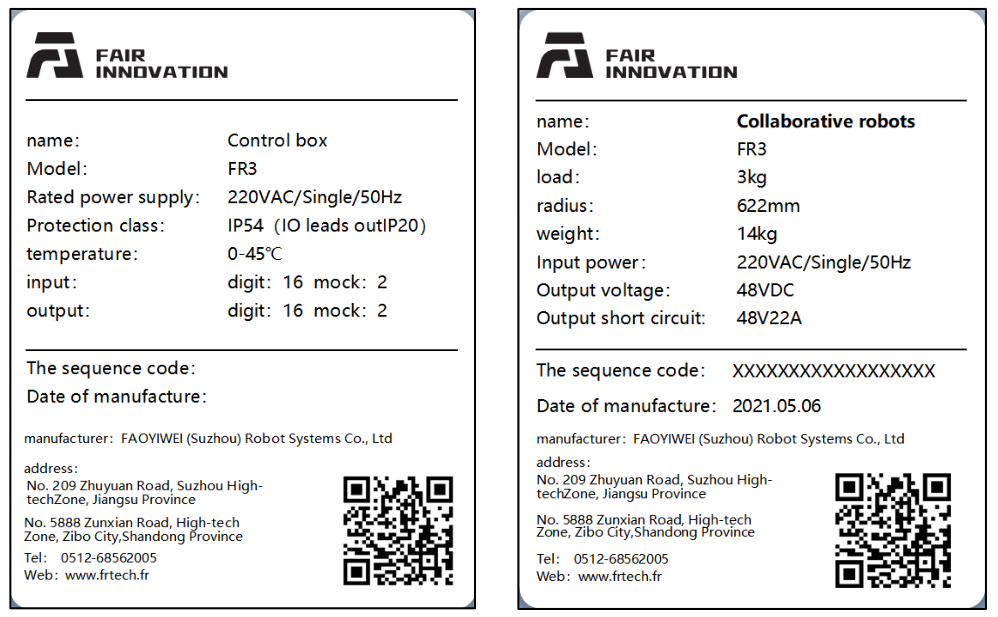 FAIR
INNOVATION
name: Control box
Model: FR3
Rated power supply: 220VAC/Single/50Hz
Protection class: IP54（IO leads outIP20）
temperature: 0-45℃
input: digit: 16 mock: 2
output: digit: 16 mock: 2
The sequence code:
Date of manufacture:
manufacturer: FAOYIWEI (Suzhou) Robot Systems Co., Ltd
address:
No. 209 Zhuyuan Road, Suzhou High-
techZone, Jiangsu Province
No. 5888 Zunxian Road, High-tech
Zone, Zibo City,Shandong Province
Tel: 0512-68562005
Web: www.frtech.fr
FAIR
INNOVATION
name: Collaborative robots
Model: FR3
load: 3kg
radius: 622mm
weight: 14kg
Input power: 220VAC/Single/50Hz
Output voltage: 48VDC
Output short circuit: 48V22A
The sequence code: XXXXXXXXXXXXXXXXXX
Date of manufacture: 2021.05.06
manufacturer: FAOYIWEI (Suzhou) Robot Systems Co., Ltd
address:
No. 209 Zhuyuan Road, Suzhou High-
techZone, Jiangsu Province
No. 5888 Zunxian Road, High-tech
Zone, Zibo City,Shandong Province
Tel: 0512-68562005
Web: www.frtech.fr